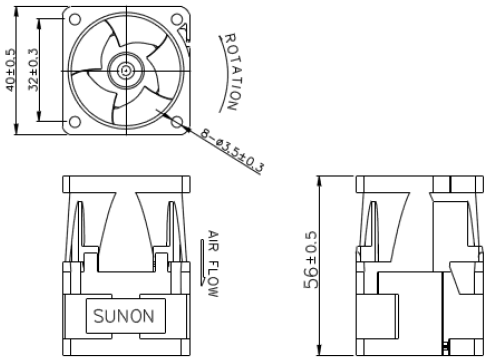 40±0.5
32±0.3
ROTATION
8-ø3.5±0.3
AIR FLOW
56±0.5
SUNON